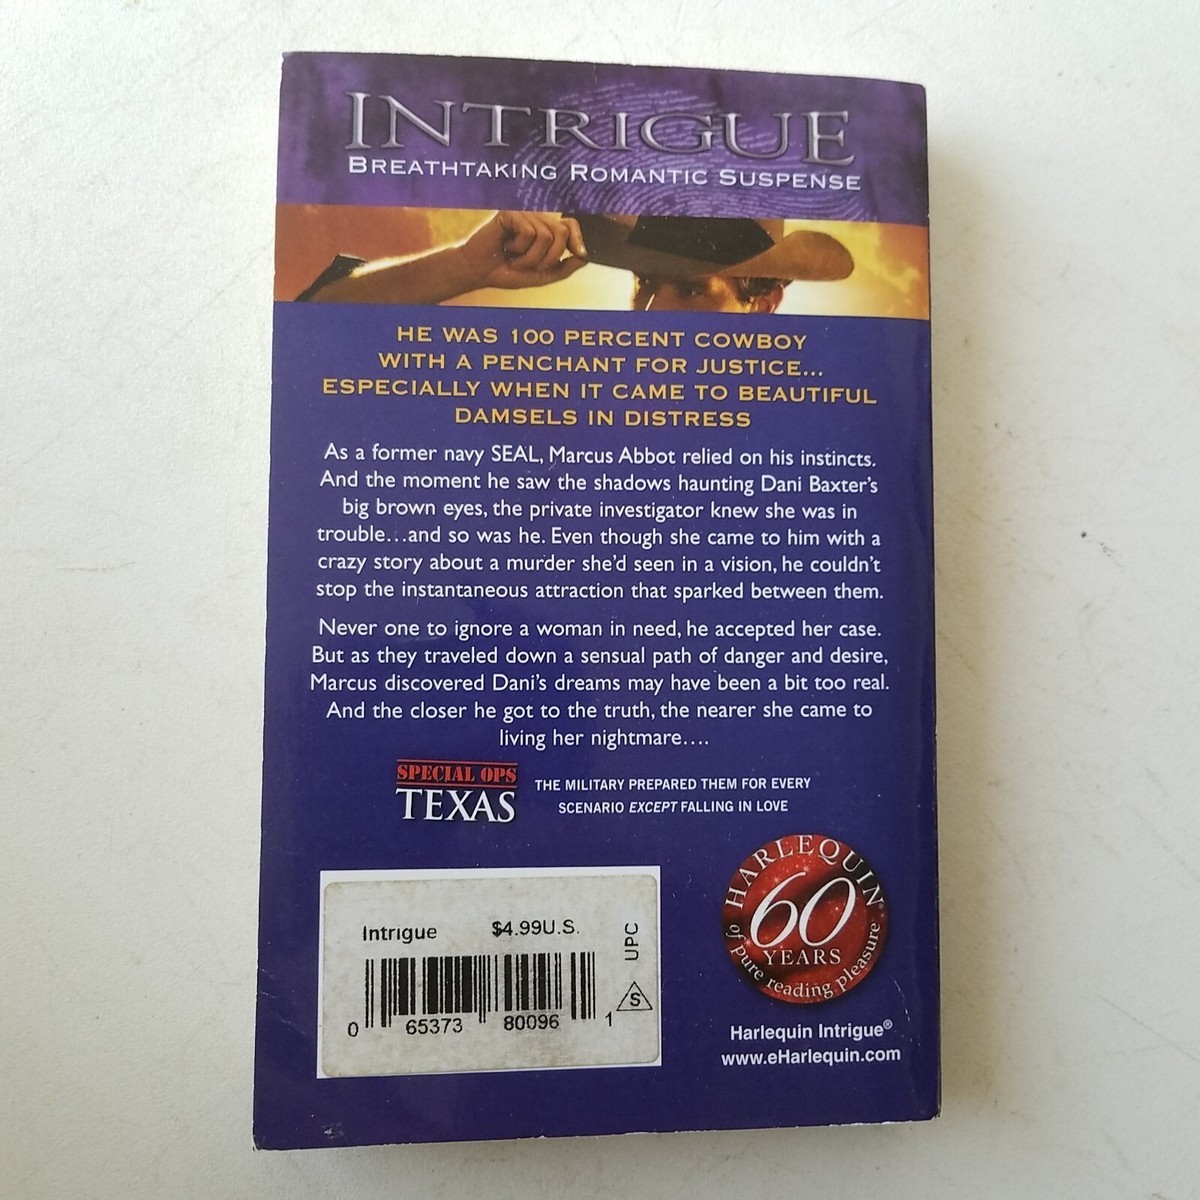 INTRIGUE
BREATHTAKING ROMANTIC SUSPENSE
HE WAS 100 PERCENT COWBOY
WITH A PENCHANT FOR JUSTICE...
ESPECIALLY WHEN IT CAME TO BEAUTIFUL
DAMSELS IN DISTRESS
As a former navy SEAL, Marcus Abbot relied on his instincts.
And the moment he saw the shadows haunting Dani Baxter's
big brown eyes, the private investigator knew she was in
trouble...and so was he. Even though she came to him with a
crazy story about a murder she'd seen in a vision, he couldn't
stop the instantaneous attraction that sparked between them.
Never one to ignore a woman in need, he accepted her case.
But as they traveled down a sensual path of danger and desire,
Marcus discovered Dani's dreams may have been a bit too real.
And the closer he got to the truth, the nearer she came to
living her nightmare....
SPECIAL OPS
TEXAS
THE MILITARY PREPARED THEM FOR EVERY
SCENARIO EXCEPT FALLING IN LOVE
HARLEQUIN®
60
YEARS
of pure reading pleasure
Intrigue $4.99U.S.
UPC
S
0 65373 80096 1
Harlequin Intrigue®
www.eHarlequin.com